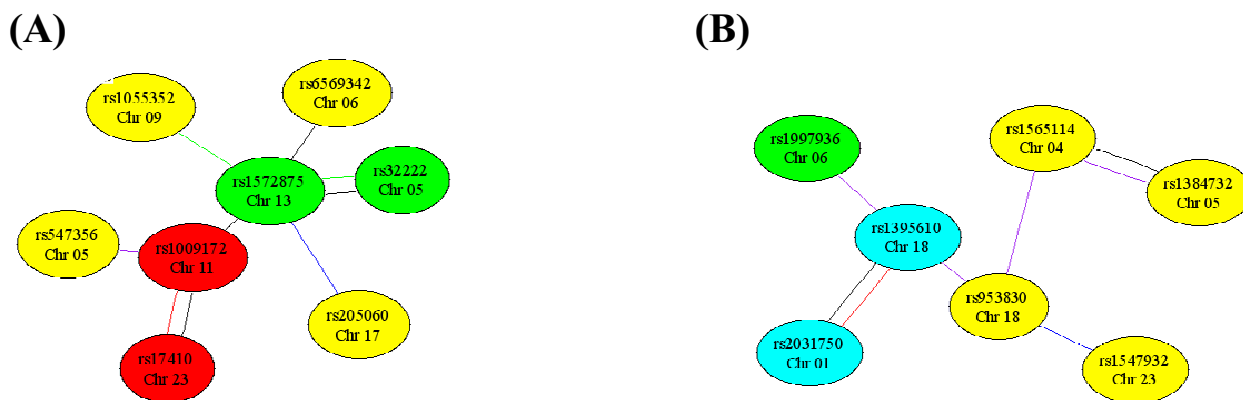 (A)
rs1055352
Chr 09
rs6569342
Chr 06
rs1572875
Chr 13
rs32222
Chr 05
rs547356
Chr 05
rs1009172
Chr 11
rs205060
Chr 17
rs17410
Chr 23
(B)
rs1997936
Chr 06
rs1565114
Chr 04
rs1384732
Chr 05
rs1395610
Chr 18
rs953830
Chr 18
rs2031750
Chr 01
rs1547932
Chr 23